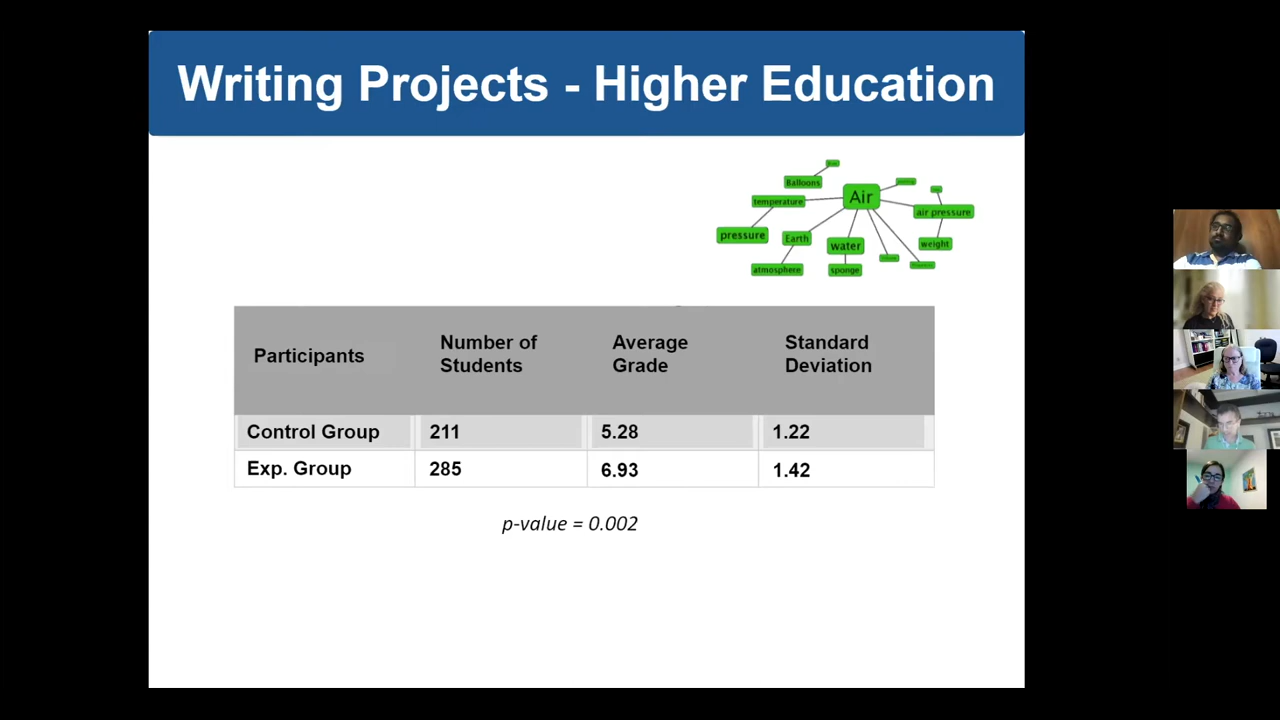 Writing Projects - Higher Education
Balloons
Air
temperature
air pressure
pressure
Earth
water
weight
atmosphere
sponge
Participants
Number of
Students
Average
Grade
Standard
Deviation
Control Group 211 5.28 1.22
Exp. Group 285 6.93 1.42
p-value = 0.002